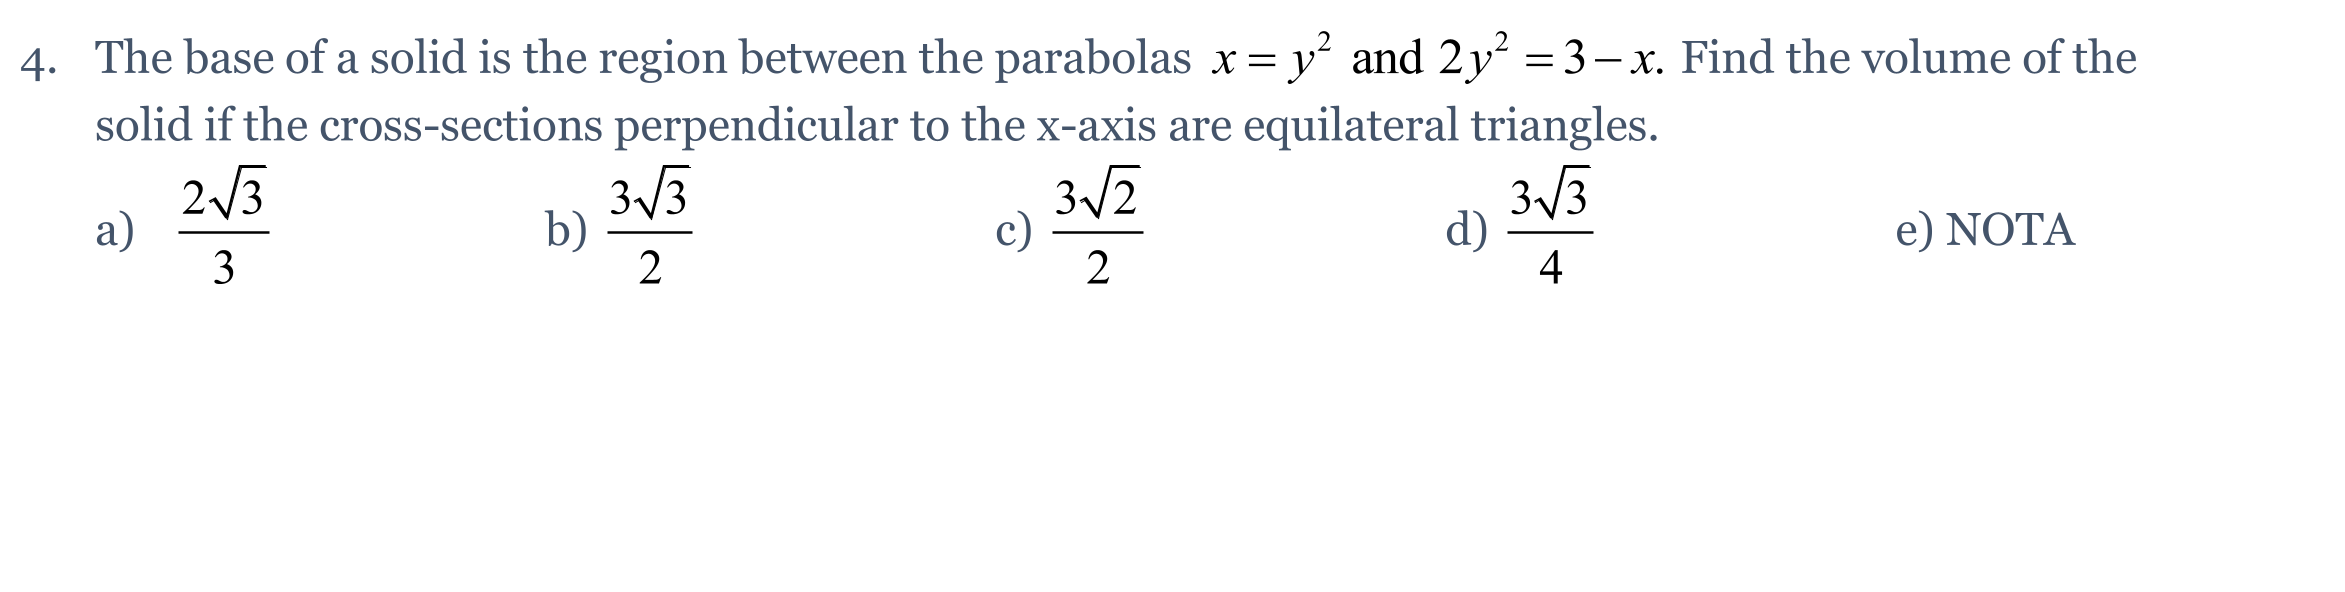 4. The base of a solid is the region between the parabolas x = y² and 2y² = 3 − x. Find the volume of the
solid if the cross-sections perpendicular to the x-axis are equilateral triangles.
a) 2√3/3 b) 3√3/2 c) 3√2/2 d) 3√3/4 e) NOTA